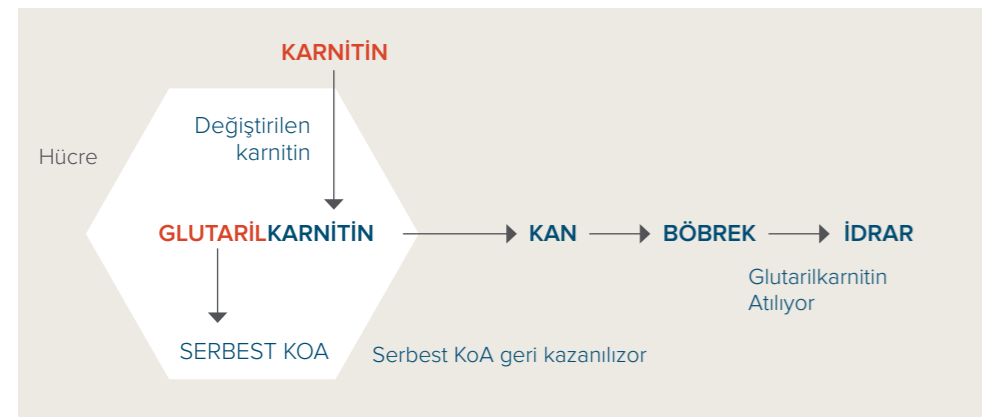 KARNİTİN
Değiştirilen
karnitin
Hücre
GLUTARİLKARNİTİN
KAN
BÖBREK
İDRAR
Glutarilkarnitin
Atılıyor
SERBEST KOA
Serbest KoA geri kazanılızor